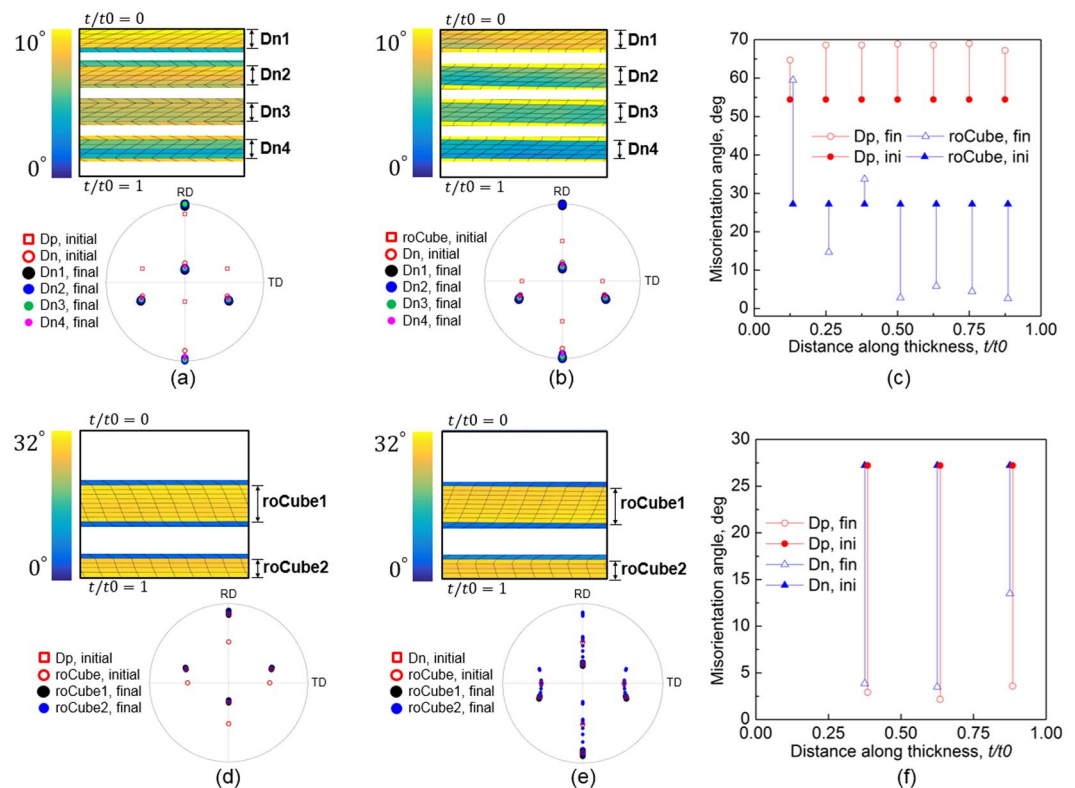 t/t0 = 0
10°
0°
Dn1
Dn2
Dn3
Dn4
t/t0 = 1
RD
TD
Dp, initial
Dn, initial
Dn1, final
Dn2, final
Dn3, final
Dn4, final
(a)
t/t0 = 0
10°
0°
Dn1
Dn2
Dn3
Dn4
t/t0 = 1
RD
TD
roCube, initial
Dn, initial
Dn1, final
Dn2, final
Dn3, final
Dn4, final
(b)
Misorientation angle, deg
70
60
50
40
30
20
10
0
Dp, fin
roCube, fin
Dp, ini
roCube, ini
0.00 0.25 0.50 0.75 1.00
Distance along thickness, t/t0
(c)
t/t0 = 0
32°
0°
roCube1
roCube2
t/t0 = 1
RD
TD
Dp, initial
roCube, initial
roCube1, final
roCube2, final
(d)
t/t0 = 0
32°
0°
roCube1
roCube2
t/t0 = 1
RD
TD
Dn, initial
roCube, initial
roCube1, final
roCube2, final
(e)
Misorientation angle, deg
30
25
20
15
10
5
0
Dp, fin
Dp, ini
Dn, fin
Dn, ini
0.00 0.25 0.50 0.75 1.00
Distance along thickness, t/t0
(f)